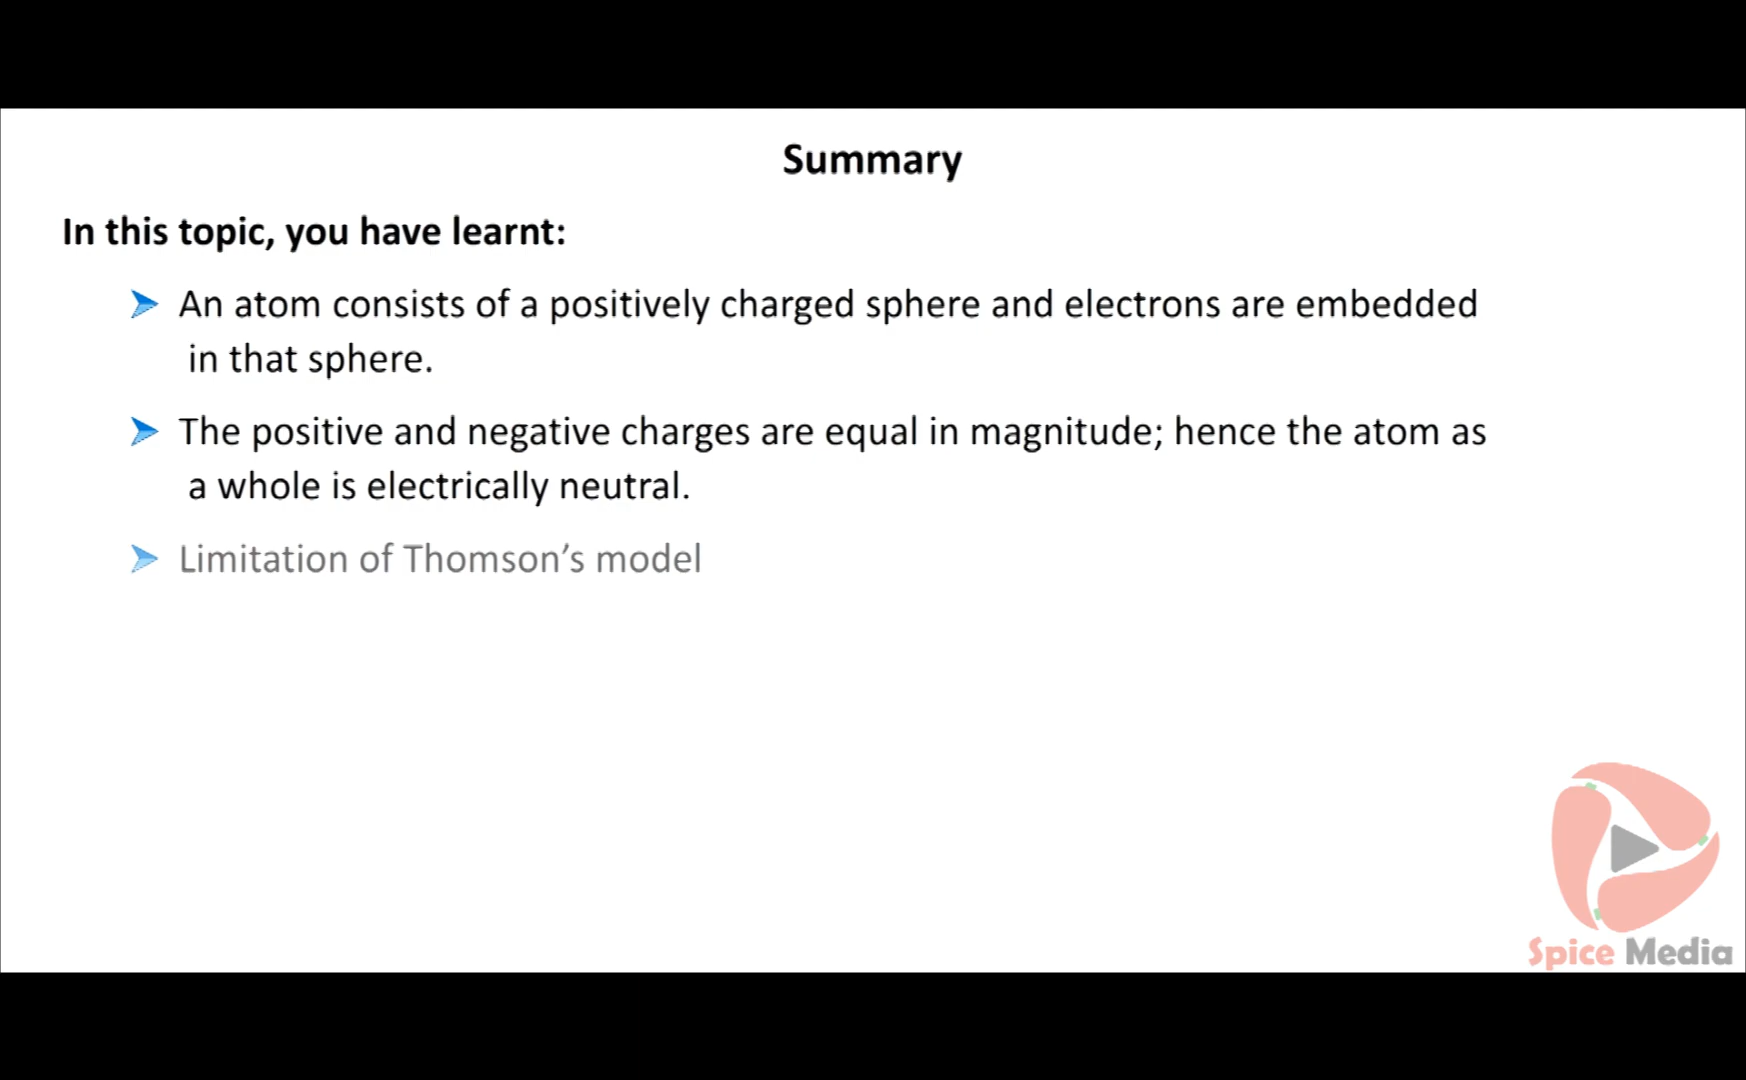 Summary
In this topic, you have learnt:
An atom consists of a positively charged sphere and electrons are embedded
in that sphere.
The positive and negative charges are equal in magnitude; hence the atom as
a whole is electrically neutral.
Limitation of Thomson’s model
Spice Media